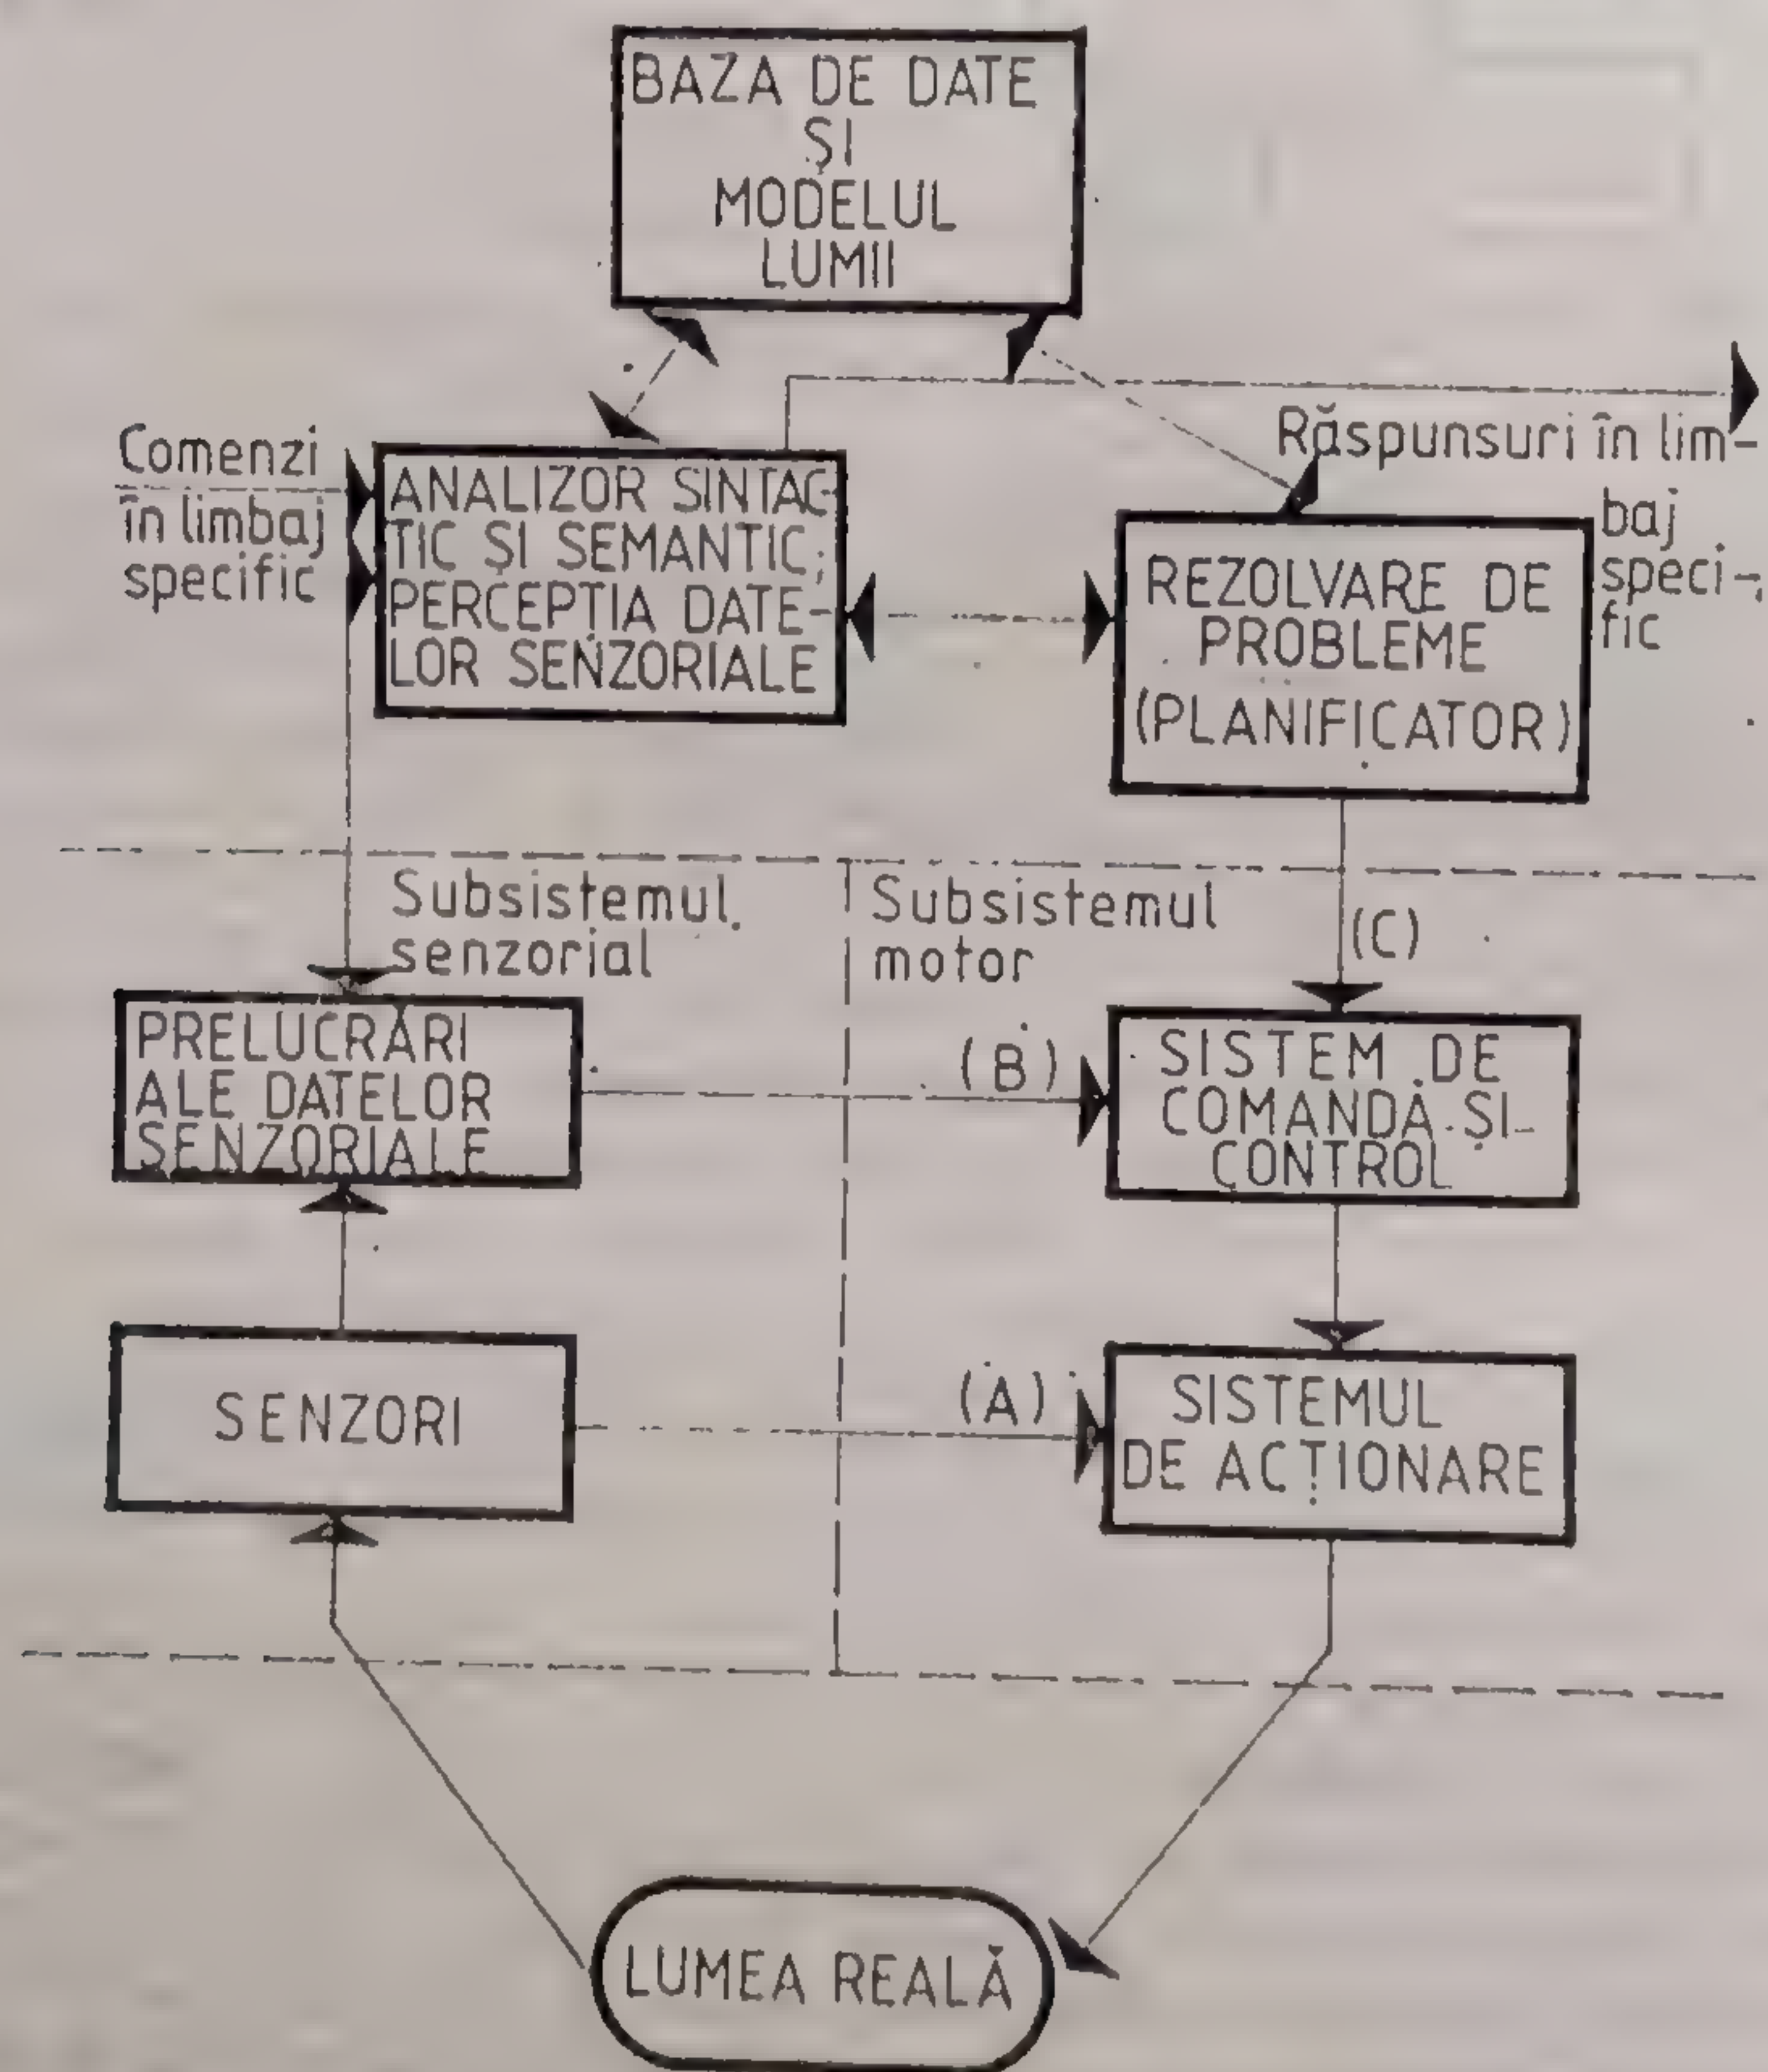 BAZA DE DATE
ȘI
MODELUL
LUMII
Comenzi
în limbaj
specific
ANALIZOR SINTAC-
TIC ȘI SEMANTIC;
PERCEPȚIA DATE-
LOR SENZORIALE
Răspunsuri în lim-
baj
speci-
fic
REZOLVARE DE
PROBLEME
(PLANIFICATOR)
Subsistemul
senzorial
Subsistemul
motor
(C)
PRELUCRĂRI
ALE DATELOR
SENZORIALE
(B)
SISTEM DE
COMANDĂ ȘI
CONTROL
SENZORI
(A)
SISTEMUL
DE ACȚIONARE
LUMEA REALĂ